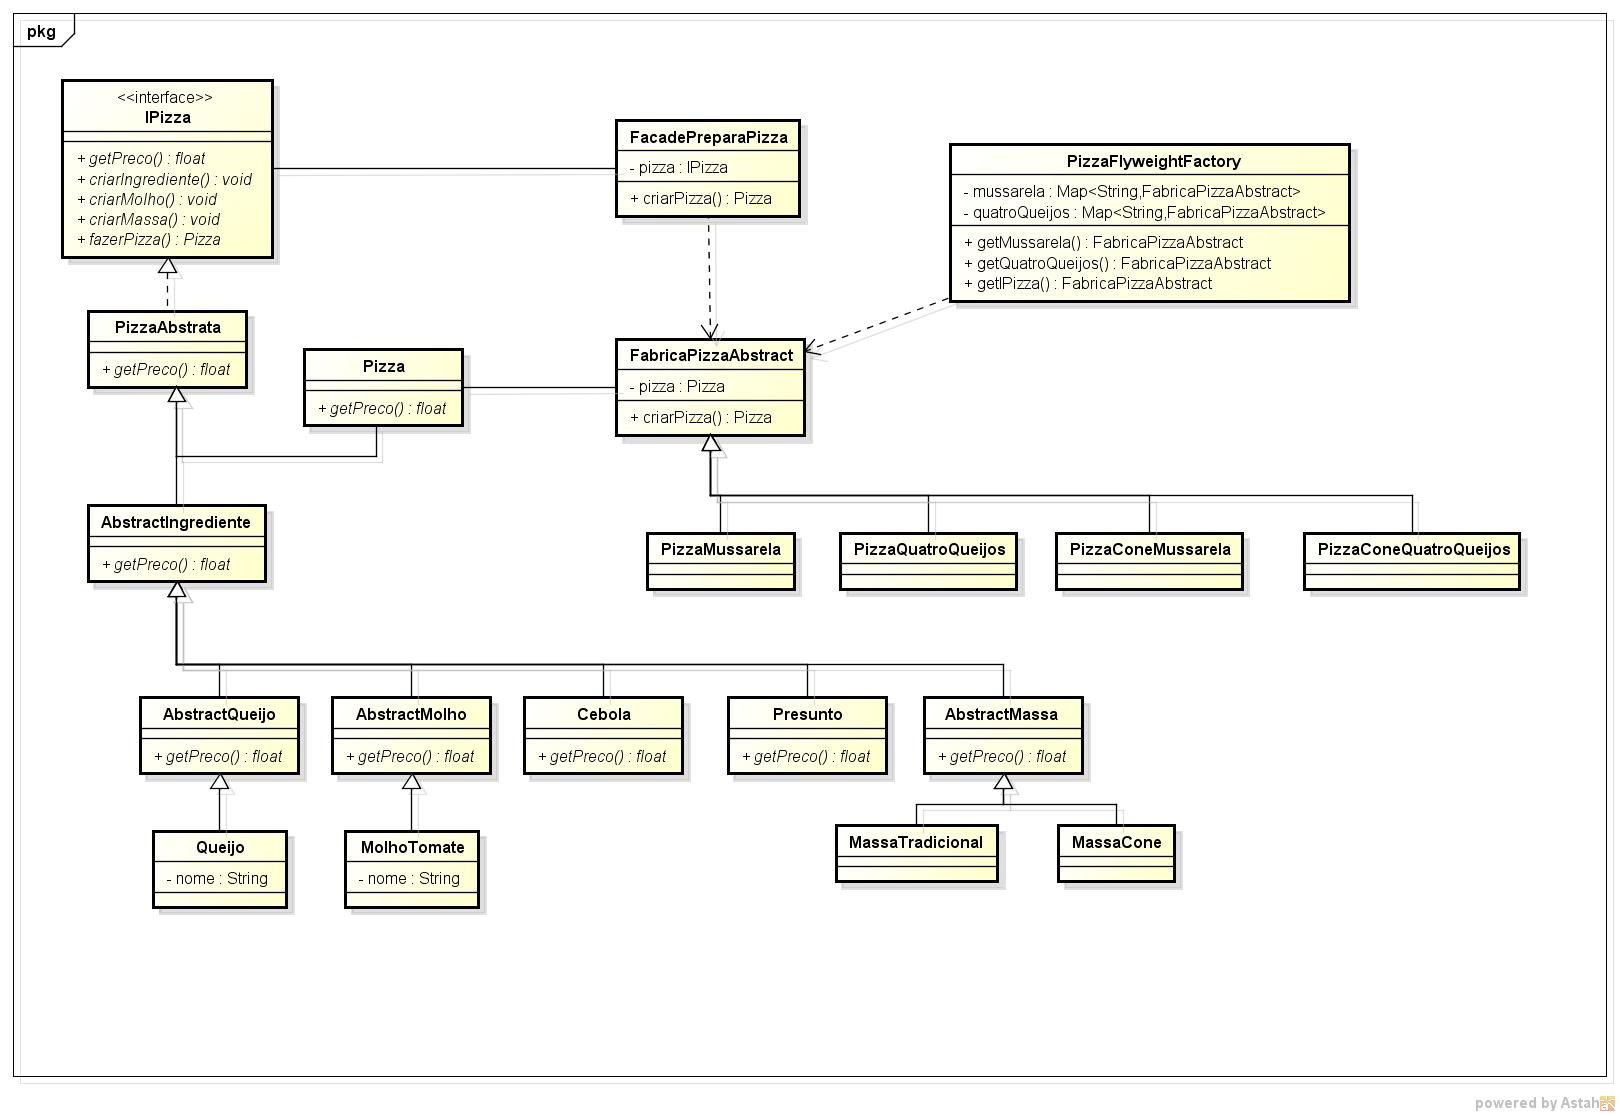 pkg
<<interface>>
IPizza
+ getPreco() : float
+ criarIngrediente() : void
+ criarMolho() : void
+ criarMassa() : void
+ fazerPizza() : Pizza
FacadePreparaPizza
- pizza : IPizza
+ criarPizza() : Pizza
PizzaFlyweightFactory
- mussarela : Map<String,FabricaPizzaAbstract>
- quatroQueijos : Map<String,FabricaPizzaAbstract>
+ getMussarela() : FabricaPizzaAbstract
+ getQuatroQueijos() : FabricaPizzaAbstract
+ getIPizza() : FabricaPizzaAbstract
PizzaAbstrata
+ getPreco() : float
Pizza
+ getPreco() : float
FabricaPizzaAbstract
- pizza : Pizza
+ criarPizza() : Pizza
AbstractIngrediente
+ getPreco() : float
PizzaMussarela
PizzaQuatroQueijos
PizzaConeMussarela
PizzaConeQuatroQueijos
AbstractQueijo
+ getPreco() : float
AbstractMolho
+ getPreco() : float
Cebola
+ getPreco() : float
Presunto
+ getPreco() : float
AbstractMassa
+ getPreco() : float
Queijo
- nome : String
MolhoTomate
- nome : String
MassaTradicional
MassaCone
powered by Astah